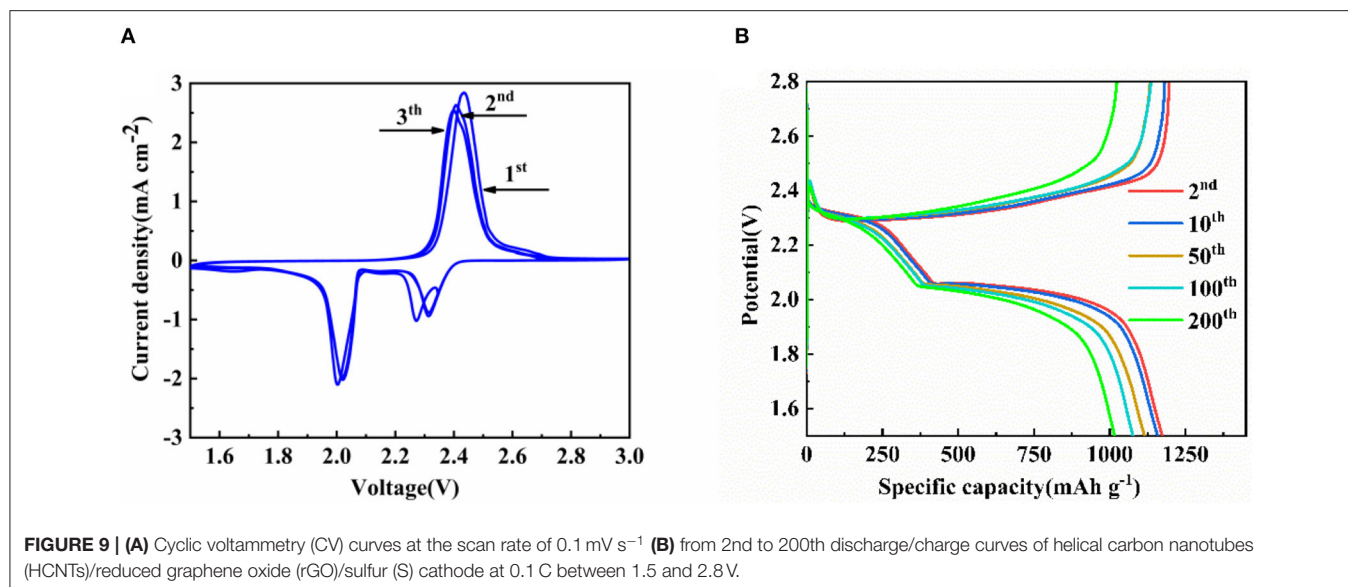 A
B
3
2
1
0
-1
-2
-3
Current density(mA cm⁻²)
3ᵗʰ
2ⁿᵈ
1ˢᵗ
1.6 1.8 2.0 2.2 2.4 2.6 2.8 3.0
Voltage(V)
2.8
2.6
2.4
2.2
2.0
1.8
1.6
Potential(V)
2ⁿᵈ
10ᵗʰ
50ᵗʰ
100ᵗʰ
200ᵗʰ
0 250 500 750 1000 1250
Specific capacity(mAh g⁻¹)
FIGURE 9 | (A) Cyclic voltammetry (CV) curves at the scan rate of 0.1 mV s⁻¹ (B) from 2nd to 200th discharge/charge curves of helical carbon nanotubes
(HCNTs)/reduced graphene oxide (rGO)/sulfur (S) cathode at 0.1 C between 1.5 and 2.8 V.